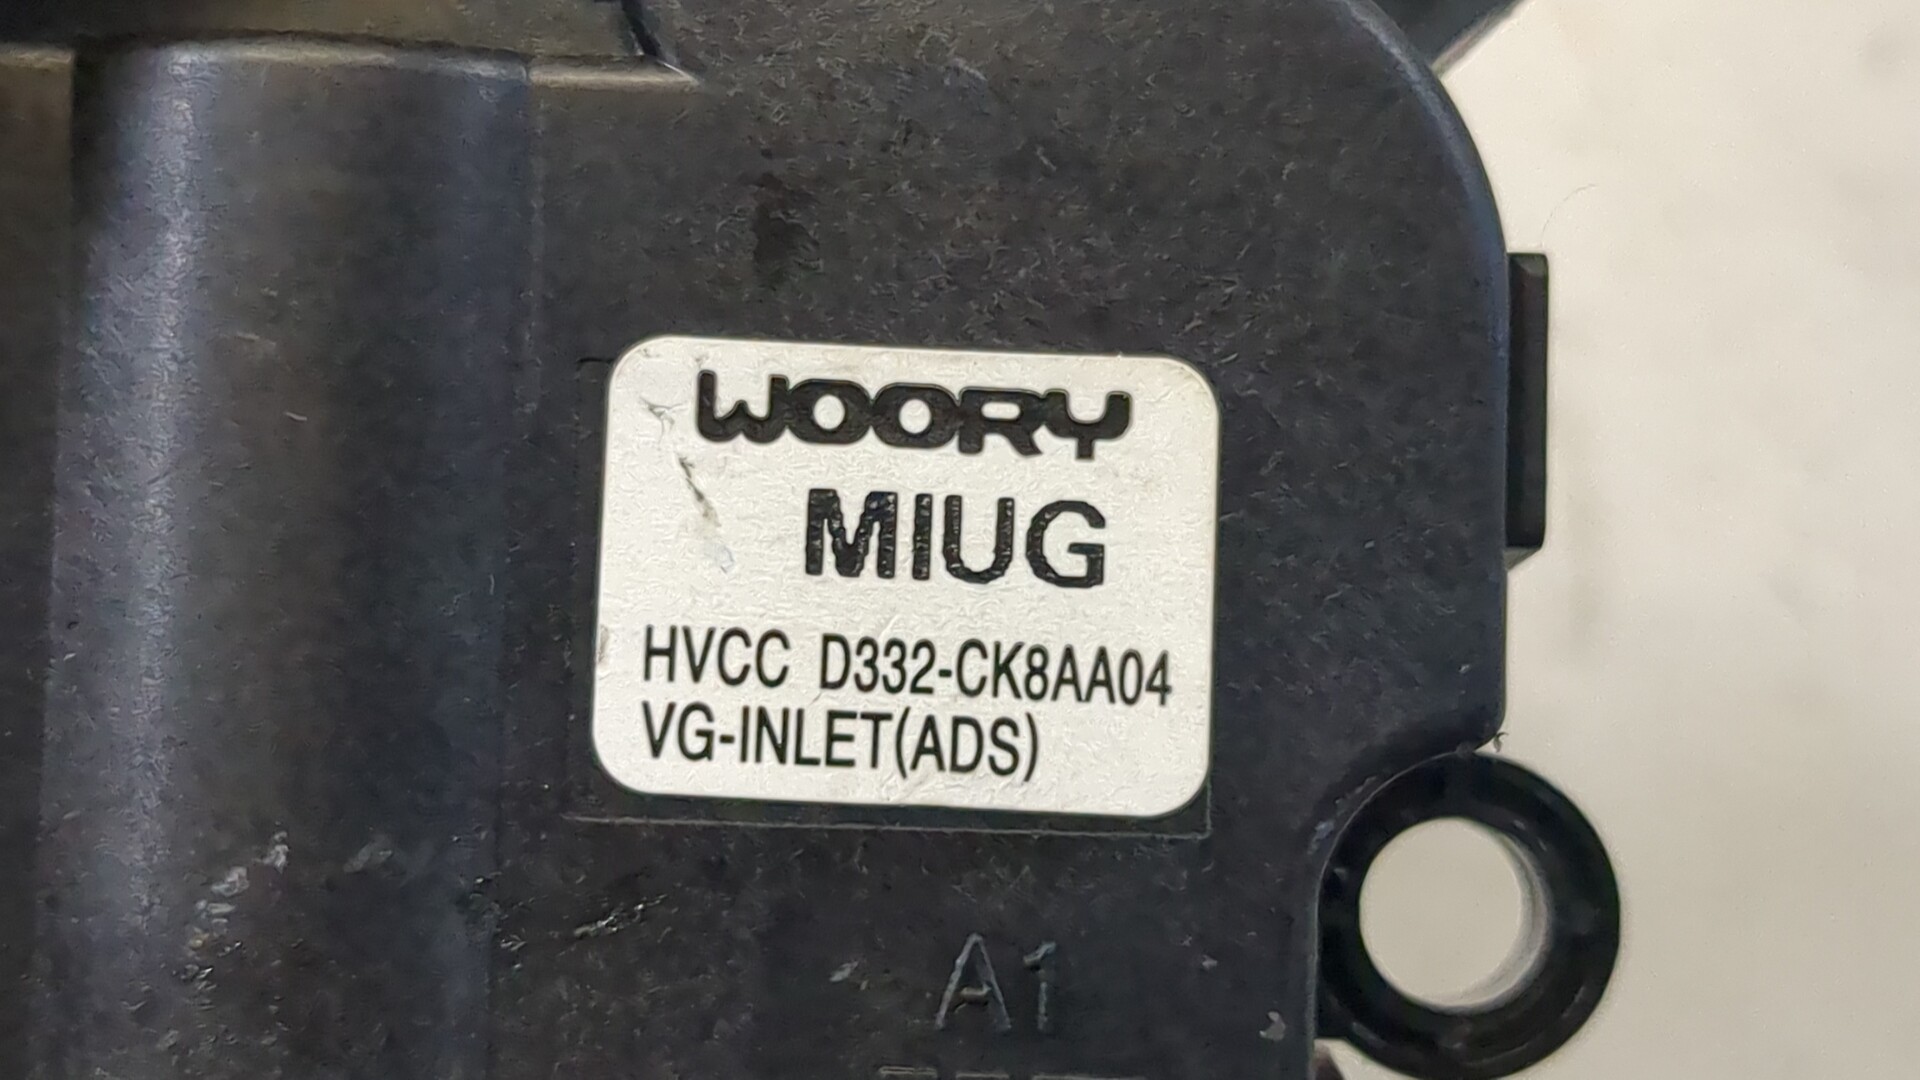 WOORY
MIUG
HVCC D332-CK8AA04
VG-INLET(ADS)
A1